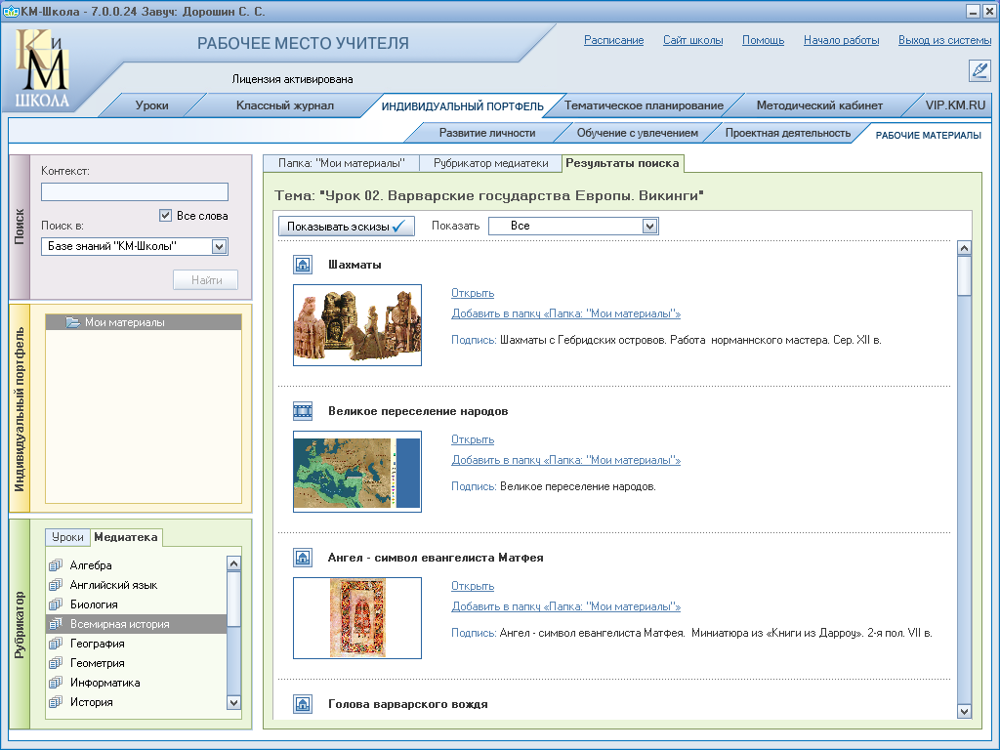 КМ-Школа - 7.0.0.24 Завуч: Дорошин С. С.
КИ
М
ШКОЛА
РАБОЧЕЕ МЕСТО УЧИТЕЛЯ
Расписание Сайт школы Помощь Начало работы Выход из системы
Лицензия активирована
Уроки Классный журнал ИНДИВИДУАЛЬНЫЙ ПОРТФЕЛЬ Тематическое планирование Методический кабинет VIP.KM.RU
Развитие личности Обучение с увлечением Проектная деятельность РАБОЧИЕ МАТЕРИАЛЫ
Поиск
Контекст:
Все слова
Поиск в:
Базе знаний "КМ-Школы"
Найти
Индивидуальный портфель
Мои материалы
Рубрикатор
Уроки Медиатека
Алгебра
Английский язык
Биология
Всемирная история
География
Геометрия
Информатика
История
Папка: "Мои материалы" Рубрикатор медиатеки Результаты поиска
Тема: "Урок 02. Варварские государства Европы. Викинги"
Показывать эскизы Показать Все
Шахматы
Открыть
Добавить в папку «Папка: "Мои материалы"»
Подпись: Шахматы с Гебридских островов. Работа норманнского мастера. Сер. XII в.
Великое переселение народов
Открыть
Добавить в папку «Папка: "Мои материалы"»
Подпись: Великое переселение народов.
Ангел - символ евангелиста Матфея
Открыть
Добавить в папку «Папка: "Мои материалы"»
Подпись: Ангел - символ евангелиста Матфея. Миниатюра из «Книги из Дарроу». 2-я пол. VII в.
Голова варварского вождя